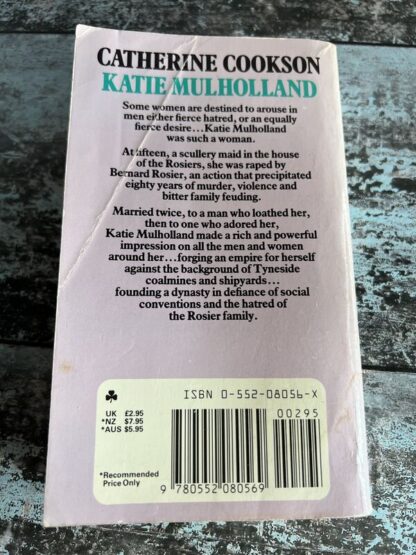 CATHERINE COOKSON
KATIE MULHOLLAND
Some women are destined to arouse in
men either fierce hatred, or an equally
fierce desire...Katie Mulholland
was such a woman.
At fifteen, a scullery maid in the house
of the Rosiers, she was raped by
Bernard Rosier, an action that precipitated
eighty years of murder, violence and
bitter family feuding.
Married twice, to a man who loathed her,
then to one who adored her,
Katie Mulholland made a rich and powerful
impression on all the men and women
around her...forging an empire for herself
against the background of Tyneside
coalmines and shipyards...
founding a dynasty in defiance of social
conventions and the hatred of
the Rosier family.
ISBN 0-552-08056-X
UK £2.95
*NZ $7.95
*AUS $5.95
00295
*Recommended
Price Only
9 780552 080569